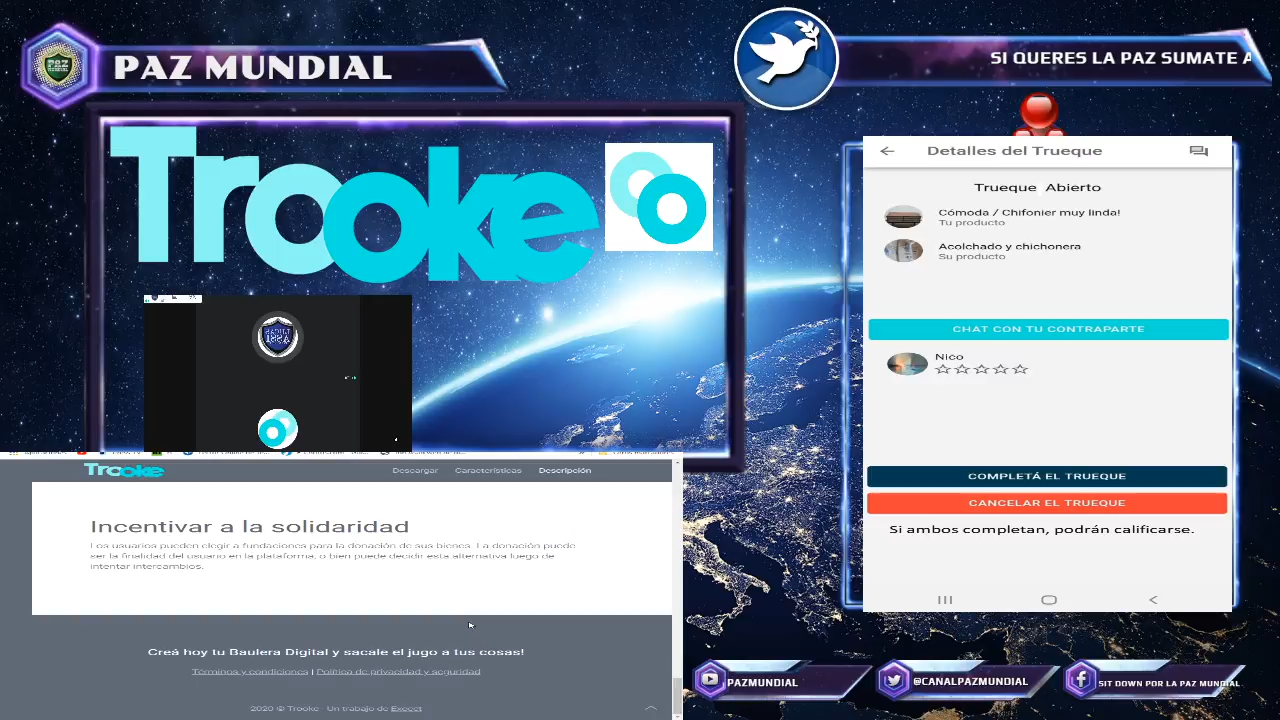 PAZ MUNDIAL
PAZ
MUNDIAL
SI QUERES LA PAZ SUMATE A
Trooke
Detalles del Trueque
Trueque Abierto
Cómoda / Chifonier muy linda!
Tu producto
Acolchado y chichonera
Su producto
CHAT CON TU CONTRAPARTE
Nico
COMPLETÁ EL TRUEQUE
CANCELAR EL TRUEQUE
Si ambos completan, podrán calificarse.
Trooke
Descargar Características Descripción
Incentivar a la solidaridad
Los usuarios pueden elegir a fundaciones para la donación de sus bienes. La donación puede
ser la finalidad del usuario en la plataforma, o bien puede decidir esta alternativa luego de
intentar intercambios.
Creá hoy tu Baulera Digital y sacale el jugo a tus cosas!
Términos y condiciones | Política de privacidad y seguridad
2020 © Trooke - Un trabajo de Exeect
PAZMUNDIAL
@CANALPAZMUNDIAL
SIT DOWN POR LA PAZ MUNDIAL